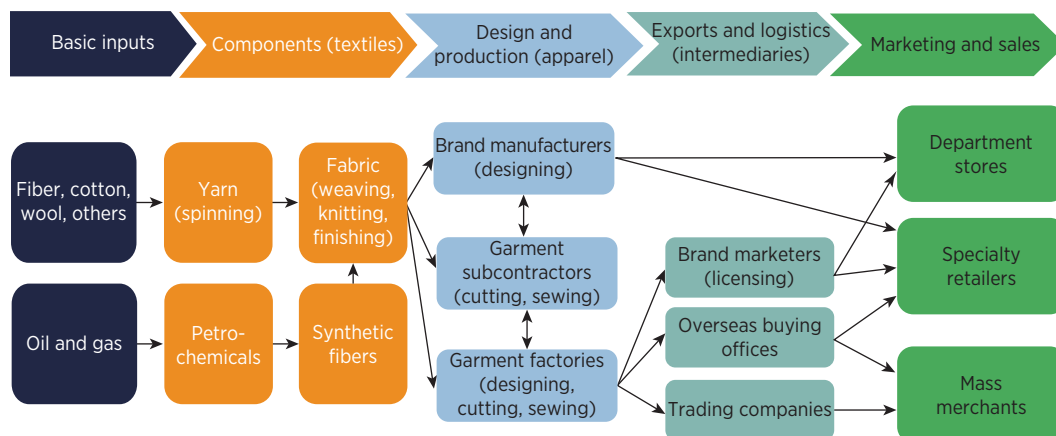 Basic inputs
Components (textiles)
Design and
production (apparel)
Exports and logistics
(intermediaries)
Marketing and sales
Fiber, cotton,
wool, others
Yarn
(spinning)
Fabric
(weaving,
knitting,
finishing)
Brand manufacturers
(designing)
Department
stores
Garment
subcontractors
(cutting, sewing)
Brand marketers
(licensing)
Specialty
retailers
Oil and gas
Petro-
chemicals
Synthetic
fibers
Garment factories
(designing,
cutting, sewing)
Overseas buying
offices
Trading companies
Mass
merchants